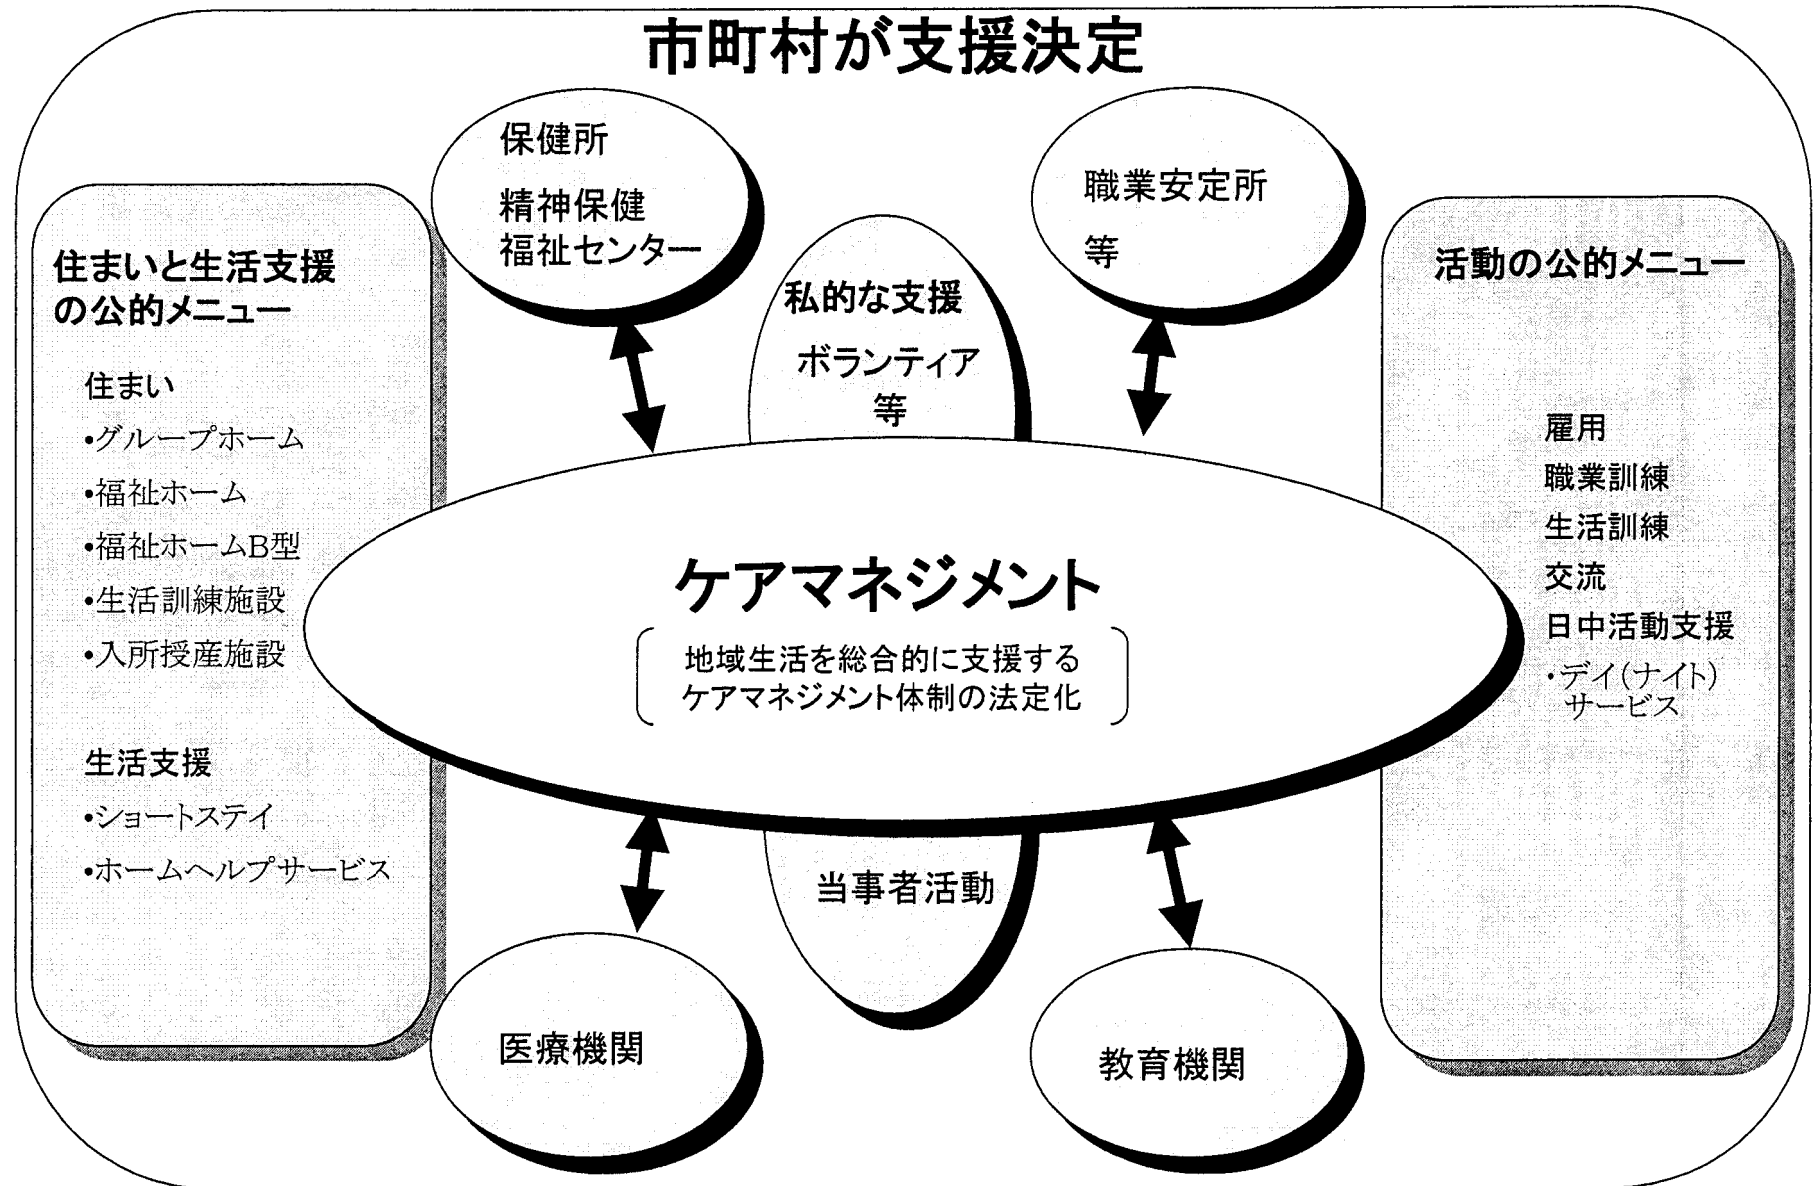 市町村が支援決定
保健所
精神保健
福祉センター
職業安定所
等
住まいと生活支援
の公的メニュー
住まい
・グループホーム
・福祉ホーム
・福祉ホームB型
・生活訓練施設
・入所授産施設
生活支援
・ショートステイ
・ホームヘルプサービス
私的な支援
ボランティア
等
ケアマネジメント
地域生活を総合的に支援する
ケアマネジメント体制の法定化
活動の公的メニュー
雇用
職業訓練
生活訓練
交流
日中活動支援
・デイ(ナイト)
サービス
当事者活動
医療機関
教育機関